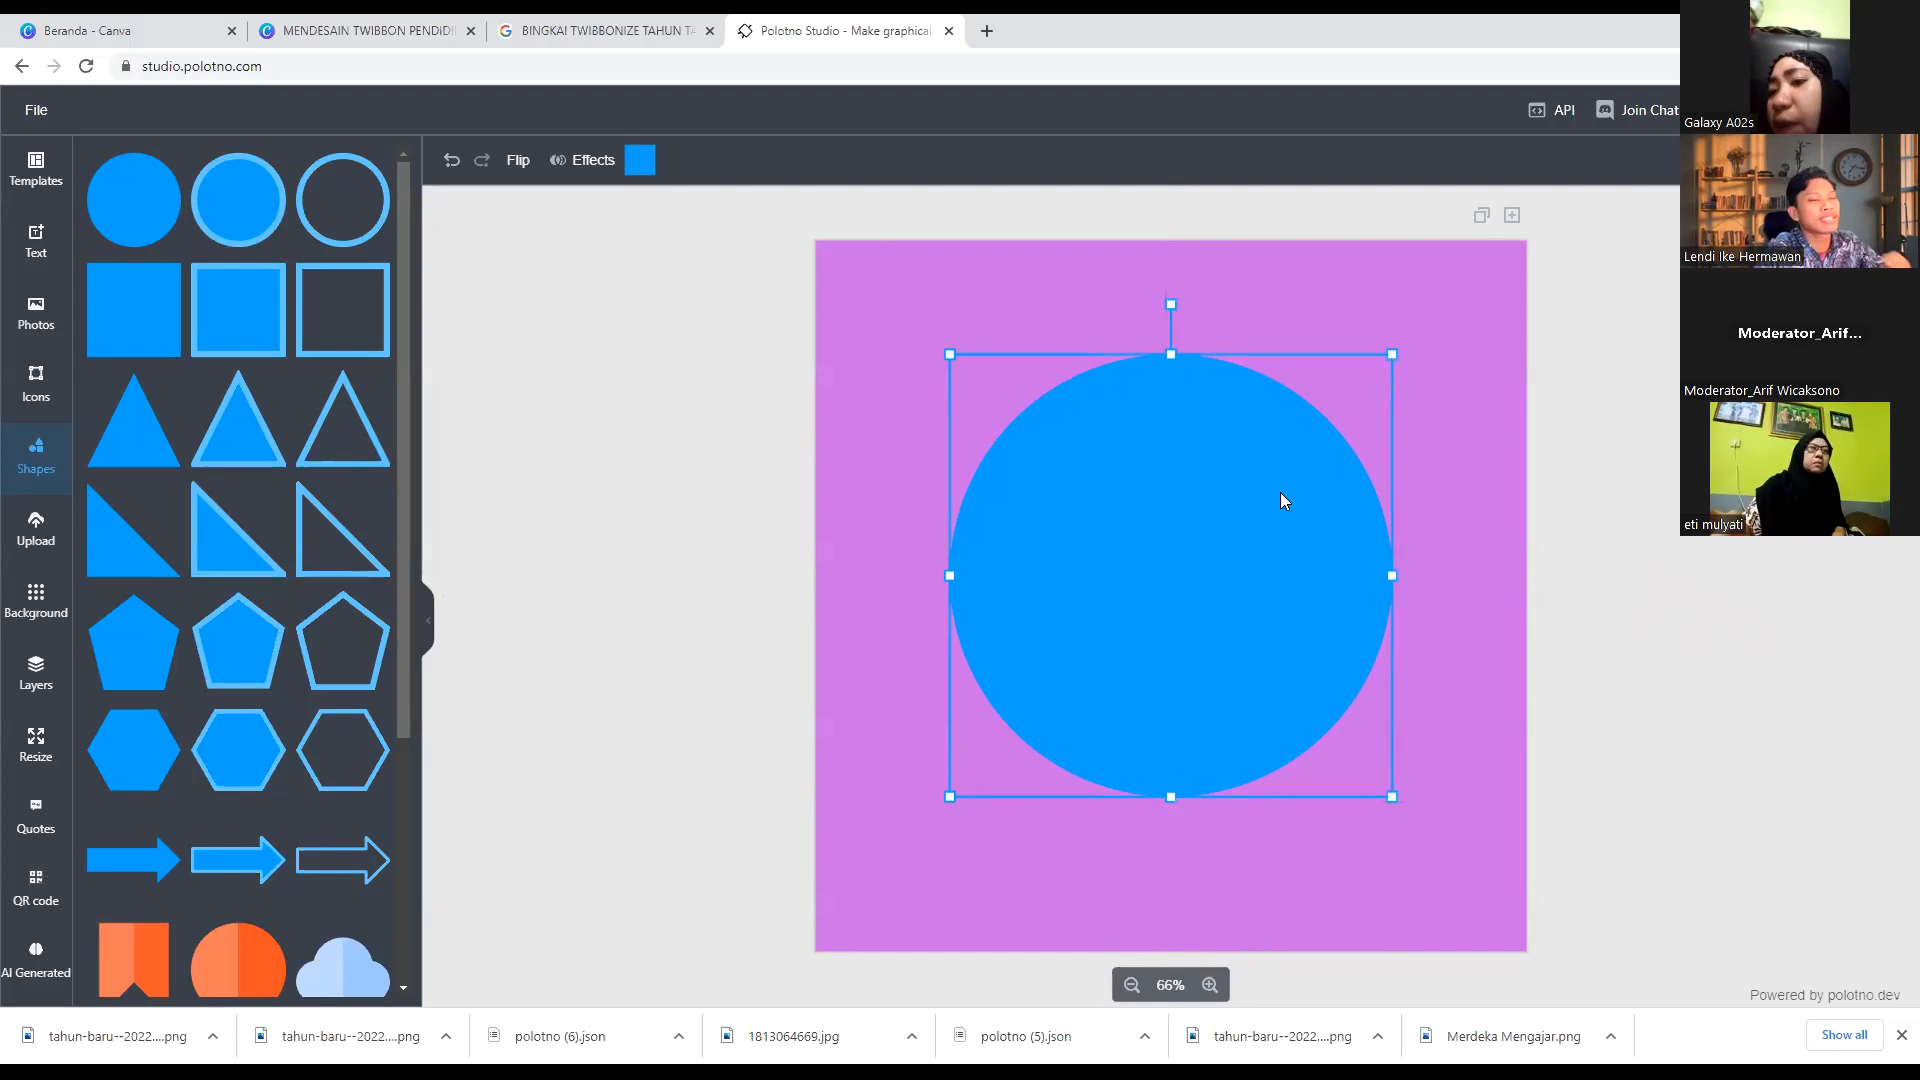 Beranda - Canva
MENDESAIN TWIBBON PENDIDI
BINGKAI TWIBBONIZE TAHUN TA
Polotno Studio - Make graphical
studio.polotno.com
File
API
Join Chat
Flip
Effects
Templates
Text
Photos
Icons
Shapes
Upload
Background
Layers
Resize
Quotes
QR code
AI Generated
66%
Powered by polotno.dev
Galaxy A02s
Lendi Ike Hermawan
Moderator_Arif...
Moderator_Arif Wicaksono
eti mulyati
tahun-baru--2022....png
tahun-baru--2022....png
polotno (6).json
1813064669.jpg
polotno (5).json
tahun-baru--2022....png
Merdeka Mengajar.png
Show all